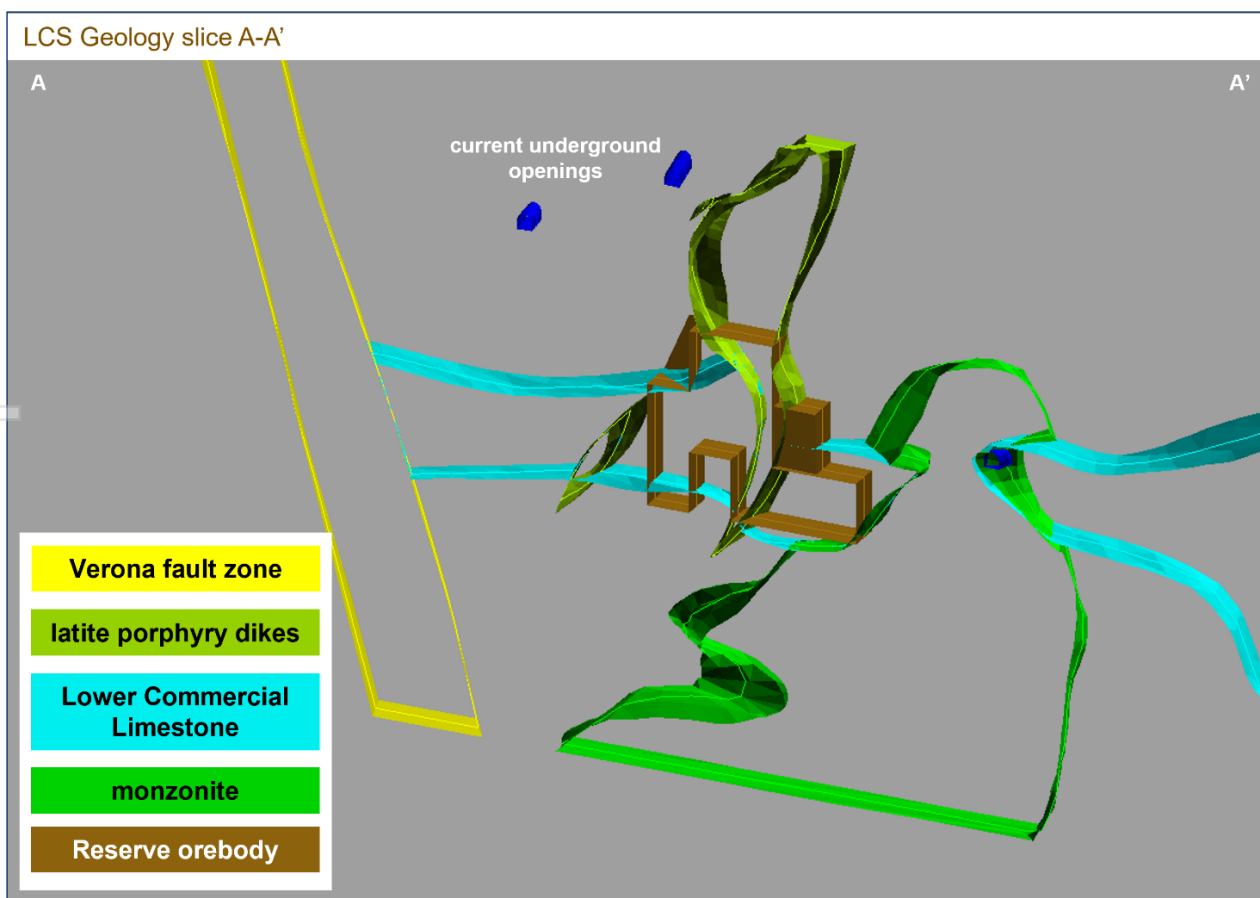 LCS Geology slice A-A’
A
A’
current underground
openings
Verona fault zone
latite porphyry dikes
Lower Commercial
Limestone
monzonite
Reserve orebody